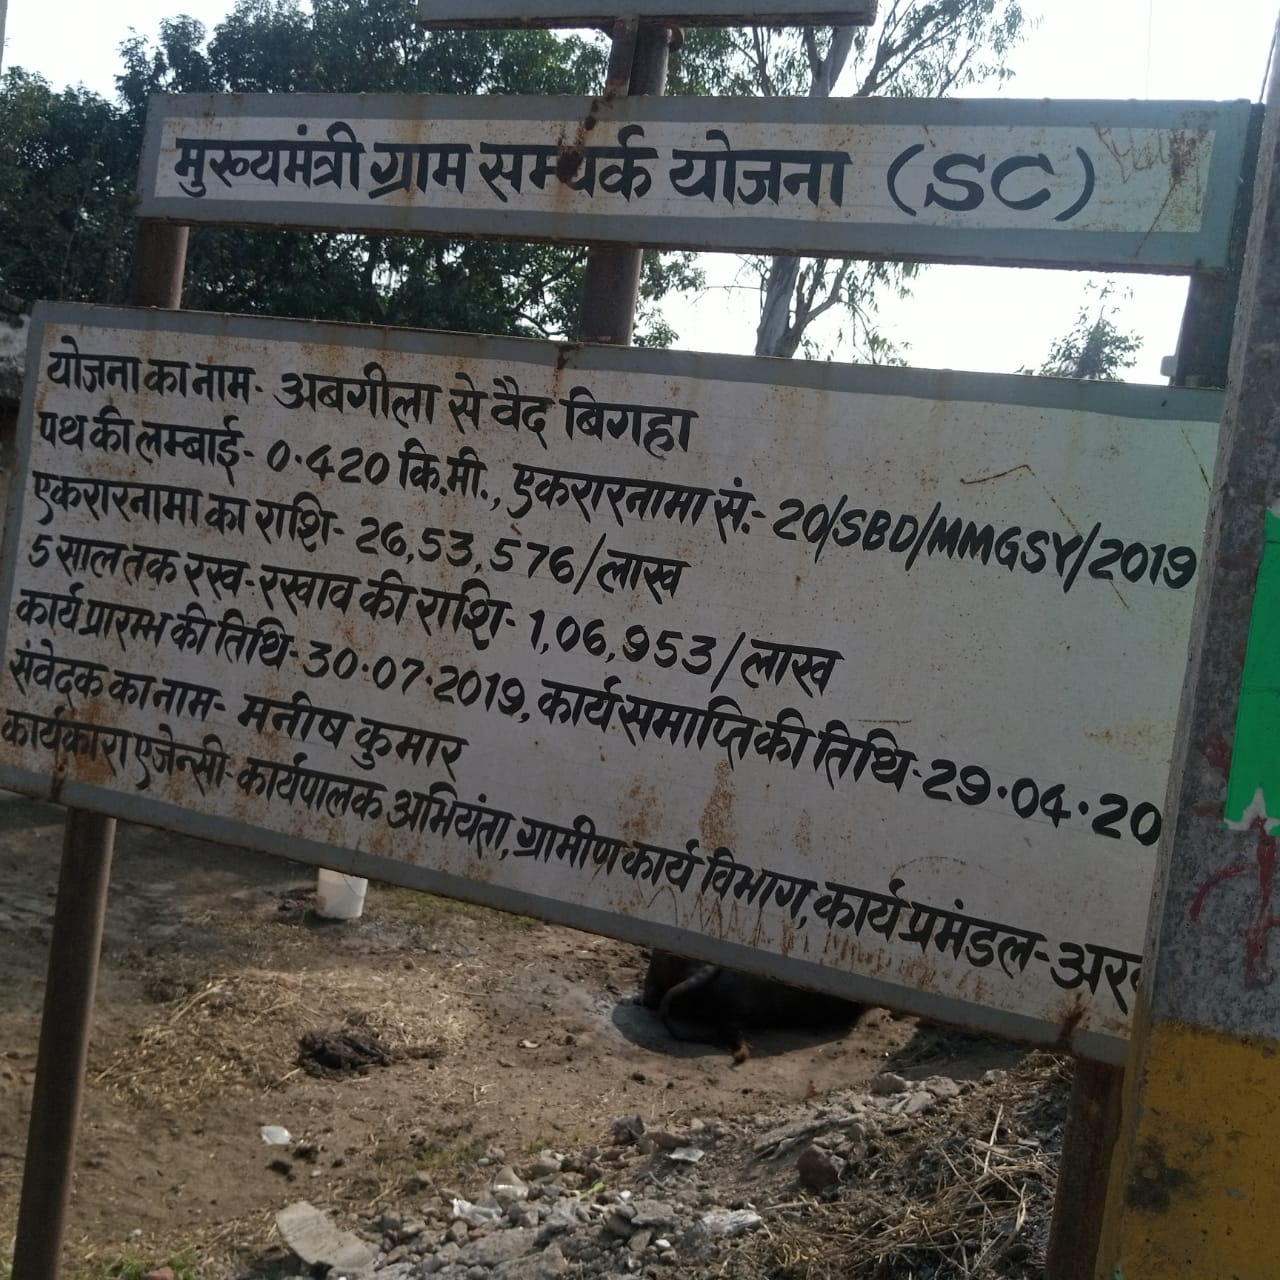 मुख्यमंत्री ग्राम सम्पर्क योजना (SC)
योजना का नाम- अबगीला से वैद बिगहा
पथ की लम्बाई- 0.420 कि.मी., एकरारनामा सं.- 20/SBD/MMGSY/2019
एकरारनामा का राशि- 26,53,576/लाख
5 साल तक रख-रखाव की राशि- 1,06,953/लाख
कार्य प्रारम्भ की तिथि- 30.07.2019, कार्य समाप्ति की तिथि- 29.04.20
संवेदक का नाम- मनीष कुमार
कार्यकारा एजेन्सी- कार्यपालक अभियंता, ग्रामीण कार्य विभाग, कार्य प्रमंडल-